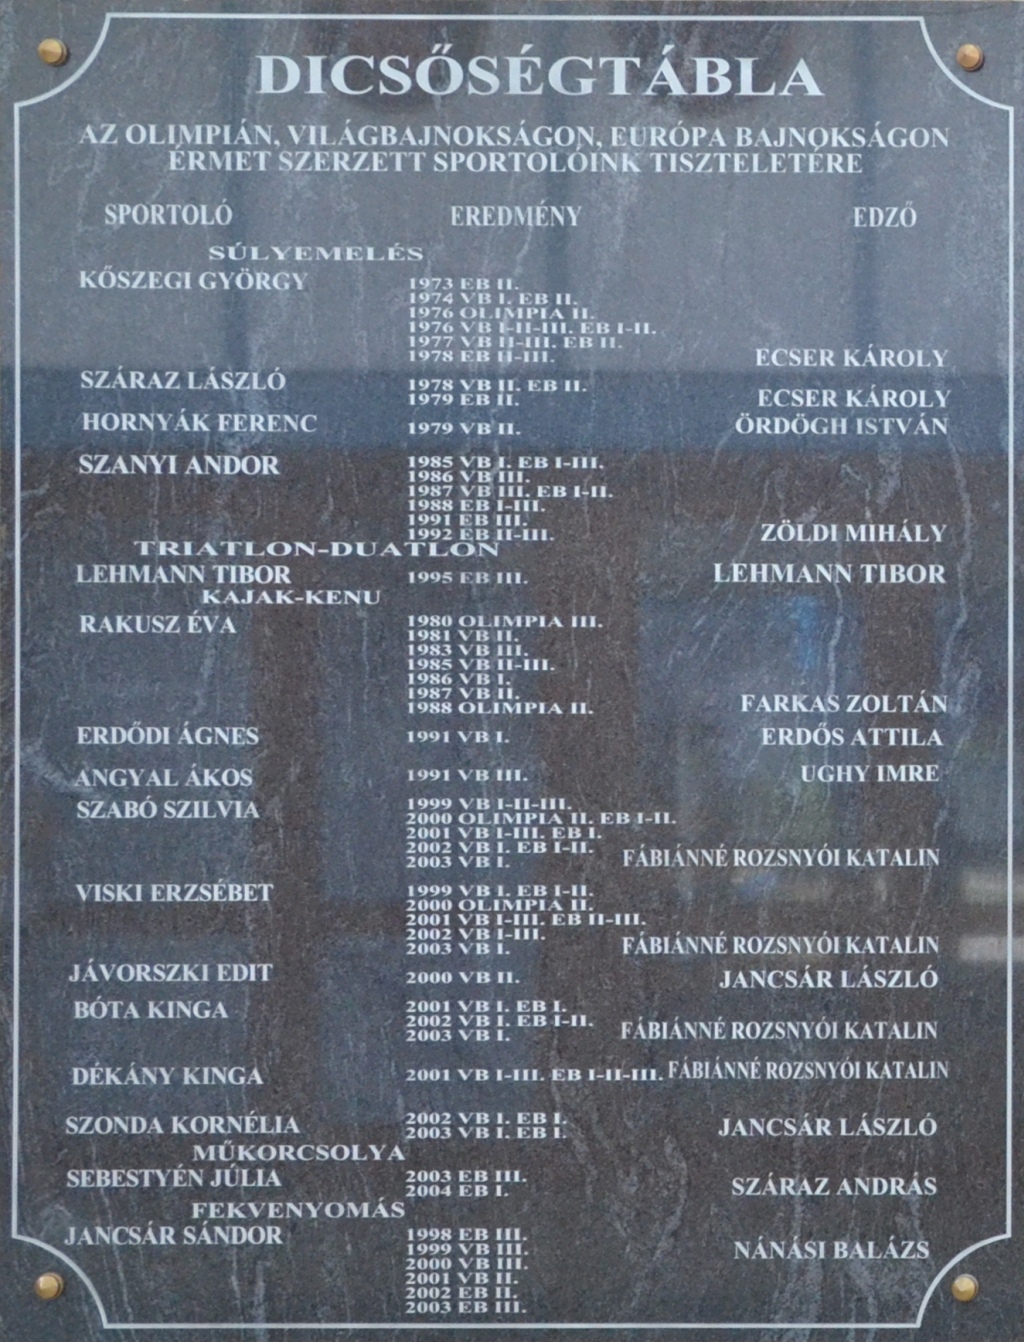 DICSŐSÉGTÁBLA
AZ OLIMPIÁN, VILÁGBAJNOKSÁGON, EURÓPA BAJNOKSÁGON
ÉRMET SZERZETT SPORTOLÓINK TISZTELETÉRE
SPORTOLÓ EREDMÉNY EDZŐ
SÚLYEMELÉS
KŐSZEGI GYÖRGY 1973 EB II.
1974 VB I. EB II.
1976 OLIMPIA II.
1976 VB I-II-III. EB I-II.
1977 VB II-III. EB II.
1978 EB II-III. ECSER KÁROLY
SZÁRAZ LÁSZLÓ 1978 VB II. EB II.
1979 EB II. ECSER KÁROLY
HORNYÁK FERENC 1979 VB II. ÖRDÖGH ISTVÁN
SZANYI ANDOR 1985 VB I. EB I-III.
1986 VB III.
1987 VB III. EB I-II.
1988 EB I-III.
1991 EB III.
1992 EB II-III. ZÖLDI MIHÁLY
TRIATLON-DUATLON
LEHMANN TIBOR 1995 EB III. LEHMANN TIBOR
KAJAK-KENU
RAKUSZ ÉVA 1980 OLIMPIA III.
1981 VB II.
1983 VB III.
1985 VB II-III.
1986 VB I.
1987 VB II.
1988 OLIMPIA II. FARKAS ZOLTÁN
ERDŐDI ÁGNES 1991 VB I. ERDŐS ATTILA
ANGYAL ÁKOS 1991 VB III. UGHY IMRE
SZABÓ SZILVIA 1999 VB I-II-III.
2000 OLIMPIA II. EB I-II.
2001 VB I-III. EB I.
2002 VB I. EB I-II.
2003 VB I. FÁBIÁNNÉ ROZSNYÓI KATALIN
VISKI ERZSÉBET 1999 VB I. EB I-II.
2000 OLIMPIA II.
2001 VB I-III. EB II-III.
2002 VB I-III.
2003 VB I. FÁBIÁNNÉ ROZSNYÓI KATALIN
JÁVORSZKI EDIT 2000 VB II. JANCSÁR LÁSZLÓ
BÓTA KINGA 2001 VB I. EB I.
2002 VB I. EB I-II.
2003 VB I. FÁBIÁNNÉ ROZSNYÓI KATALIN
DÉKÁNY KINGA 2001 VB I-III. EB I-II-III. FÁBIÁNNÉ ROZSNYÓI KATALIN
SZONDA KORNÉLIA 2002 VB I. EB I.
2003 VB I. EB I. JANCSÁR LÁSZLÓ
MŰKORCSOLYA
SEBESTYÉN JÚLIA 2003 EB III.
2004 EB I. SZÁRAZ ANDRÁS
FEKVENYOMÁS
JANCSÁR SÁNDOR 1998 EB III.
1999 VB III. NÁNÁSI BALÁZS
2000 VB III.
2001 VB II.
2002 EB II.
2003 EB III.